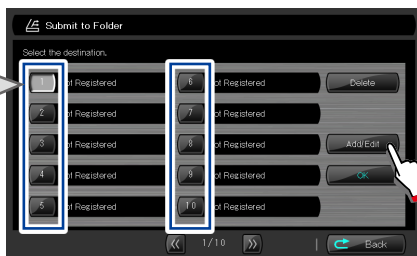 Submit to Folder
Select the destination.
1 ot Registered 6 ot Registered Delete
2 ot Registered 7 ot Registered
3 ot Registered 8 ot Registered Add/Edit
4 ot Registered 9 ot Registered OK
5 ot Registered 10 ot Registered
1/10 Back